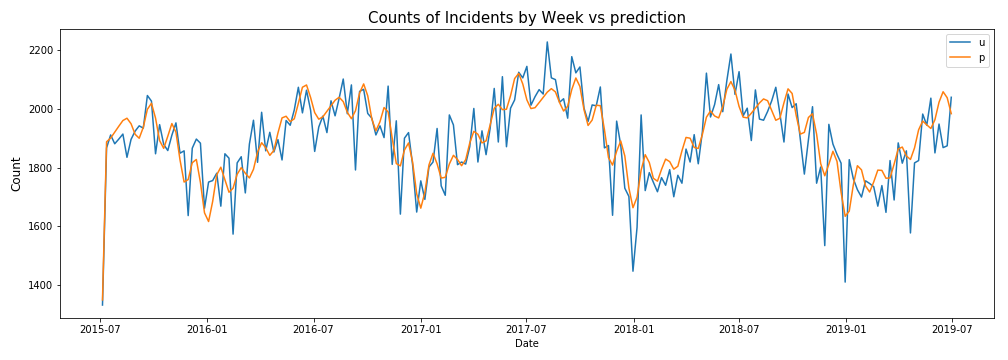 Counts of Incidents by Week vs prediction
u
p
Count
2200
2000
1800
1600
1400
2015-07 2016-01 2016-07 2017-01 2017-07 2018-01 2018-07 2019-01 2019-07
Date